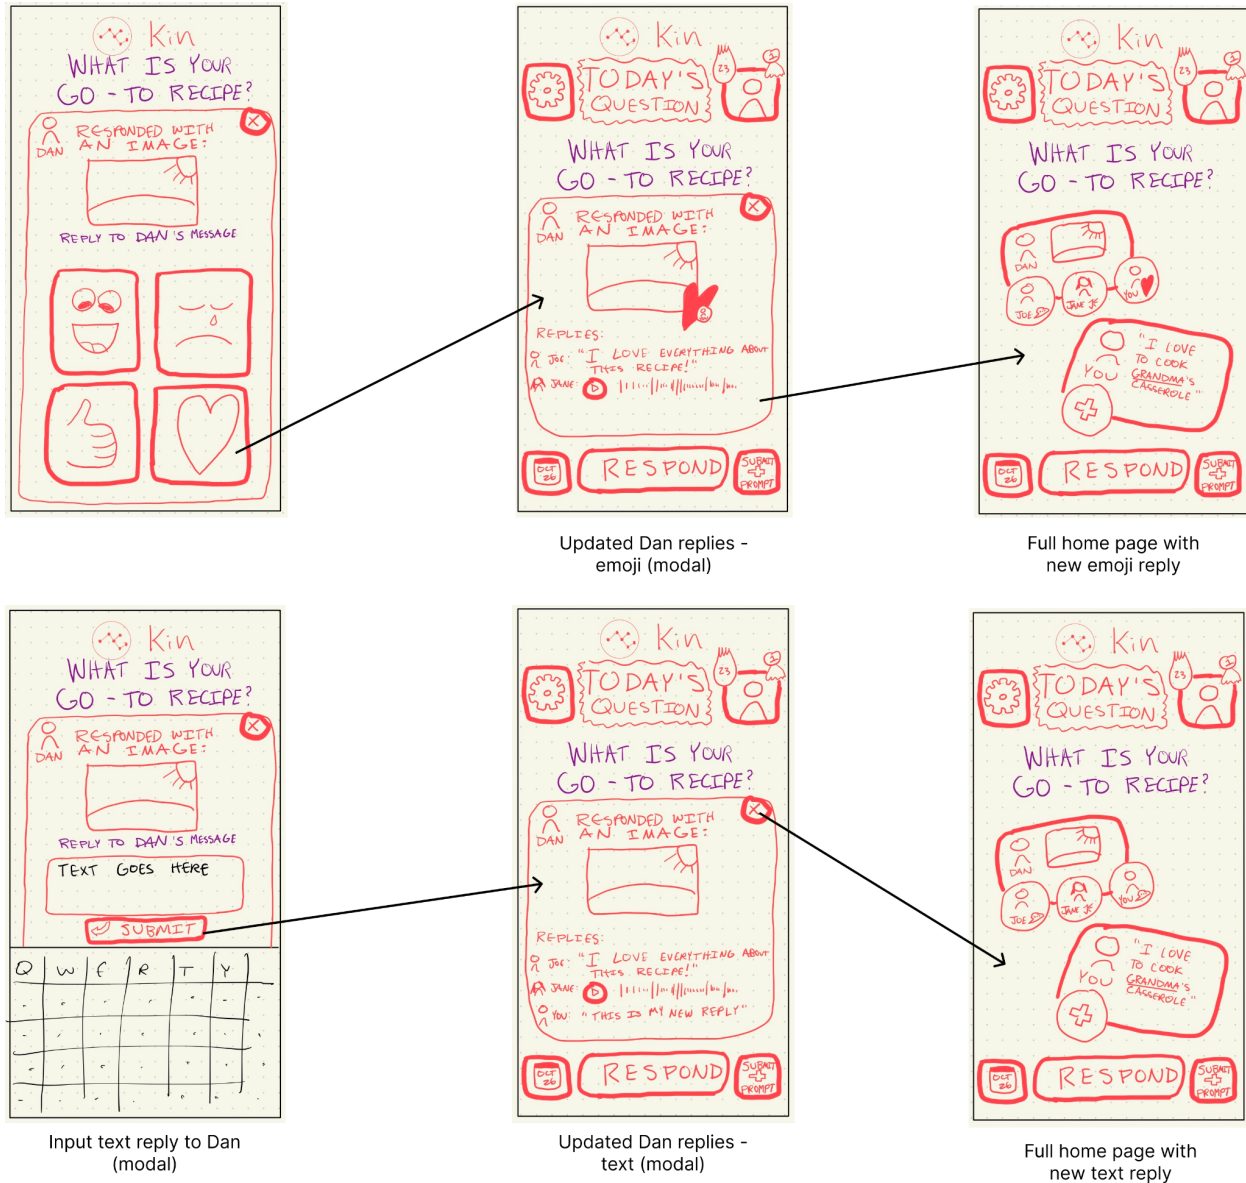 Kin
WHAT IS YOUR
GO - TO RECIPE?
DAN
RESPONDED WITH
AN IMAGE:
REPLY TO DAN'S MESSAGE
Kin
23
TODAY'S
QUESTION
1
WHAT IS YOUR
GO - TO RECIPE?
DAN
RESPONDED WITH
AN IMAGE:
REPLIES:
JOE: "I LOVE EVERYTHING ABOUT
THIS RECIPE!"
JANE:
OCT
26
RESPOND
SUBMIT
PROMPT
Updated Dan replies -
emoji (modal)
Kin
23
TODAY'S
QUESTION
1
WHAT IS YOUR
GO - TO RECIPE?
DAN
JOE
JANE
YOU
YOU
"I LOVE
TO COOK
GRANDMA'S
CASSEROLE"
OCT
26
RESPOND
SUBMIT
PROMPT
Full home page with
new emoji reply
Kin
WHAT IS YOUR
GO - TO RECIPE?
DAN
RESPONDED WITH
AN IMAGE:
REPLY TO DAN'S MESSAGE
TEXT GOES HERE
SUBMIT
Q W E R T Y
Input text reply to Dan
(modal)
Kin
23
TODAY'S
QUESTION
1
WHAT IS YOUR
GO - TO RECIPE?
DAN
RESPONDED WITH
AN IMAGE:
REPLIES:
JOE: "I LOVE EVERYTHING ABOUT
THIS RECIPE!"
JANE:
YOU: "THIS IS MY NEW REPLY"
OCT
26
RESPOND
SUBMIT
PROMPT
Updated Dan replies -
text (modal)
Kin
23
TODAY'S
QUESTION
1
WHAT IS YOUR
GO - TO RECIPE?
DAN
JOE
JANE
YOU
YOU
"I LOVE
TO COOK
GRANDMA'S
CASSEROLE"
OCT
26
RESPOND
SUBMIT
PROMPT
Full home page with
new text reply